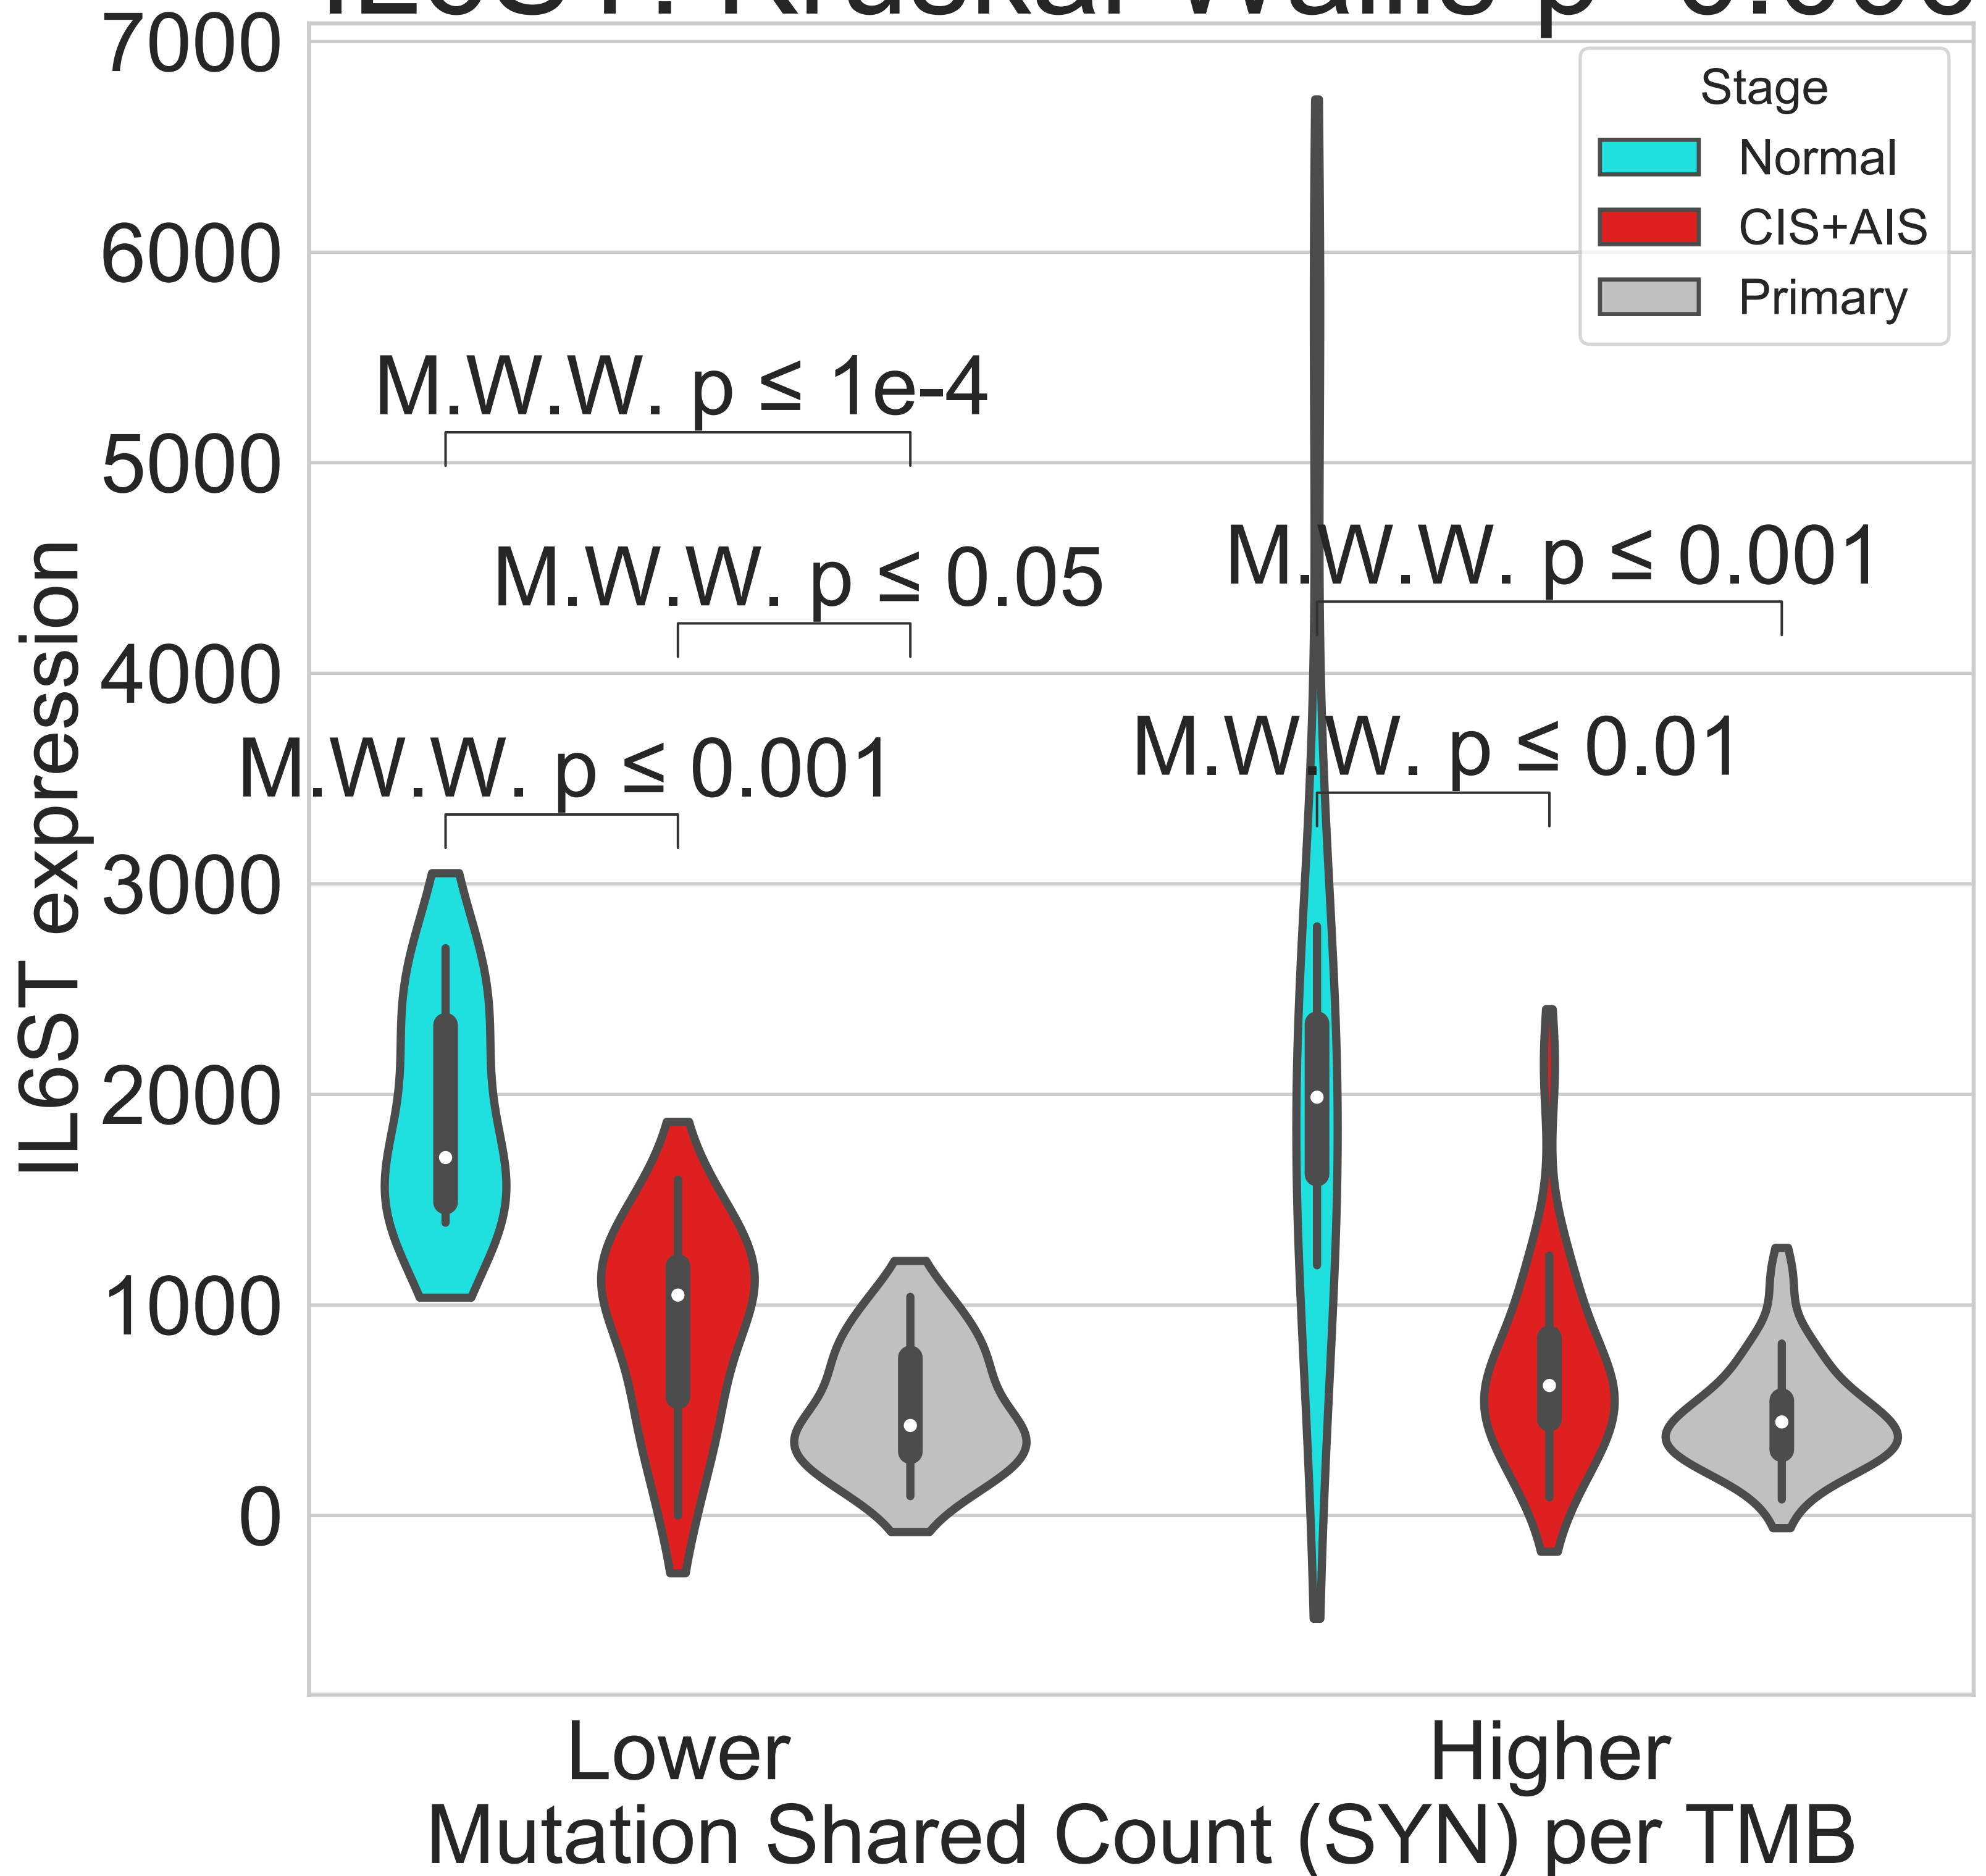 7000
6000
5000
4000
3000
2000
1000
0
IL6ST expression
Stage
Normal
CIS+AIS
Primary
M.W.W. p ≤ 1e-4
M.W.W. p ≤ 0.05
M.W.W. p ≤ 0.001
M.W.W. p ≤ 0.001
M.W.W. p ≤ 0.01
Lower
Higher
Mutation Shared Count (SYN) per TMB